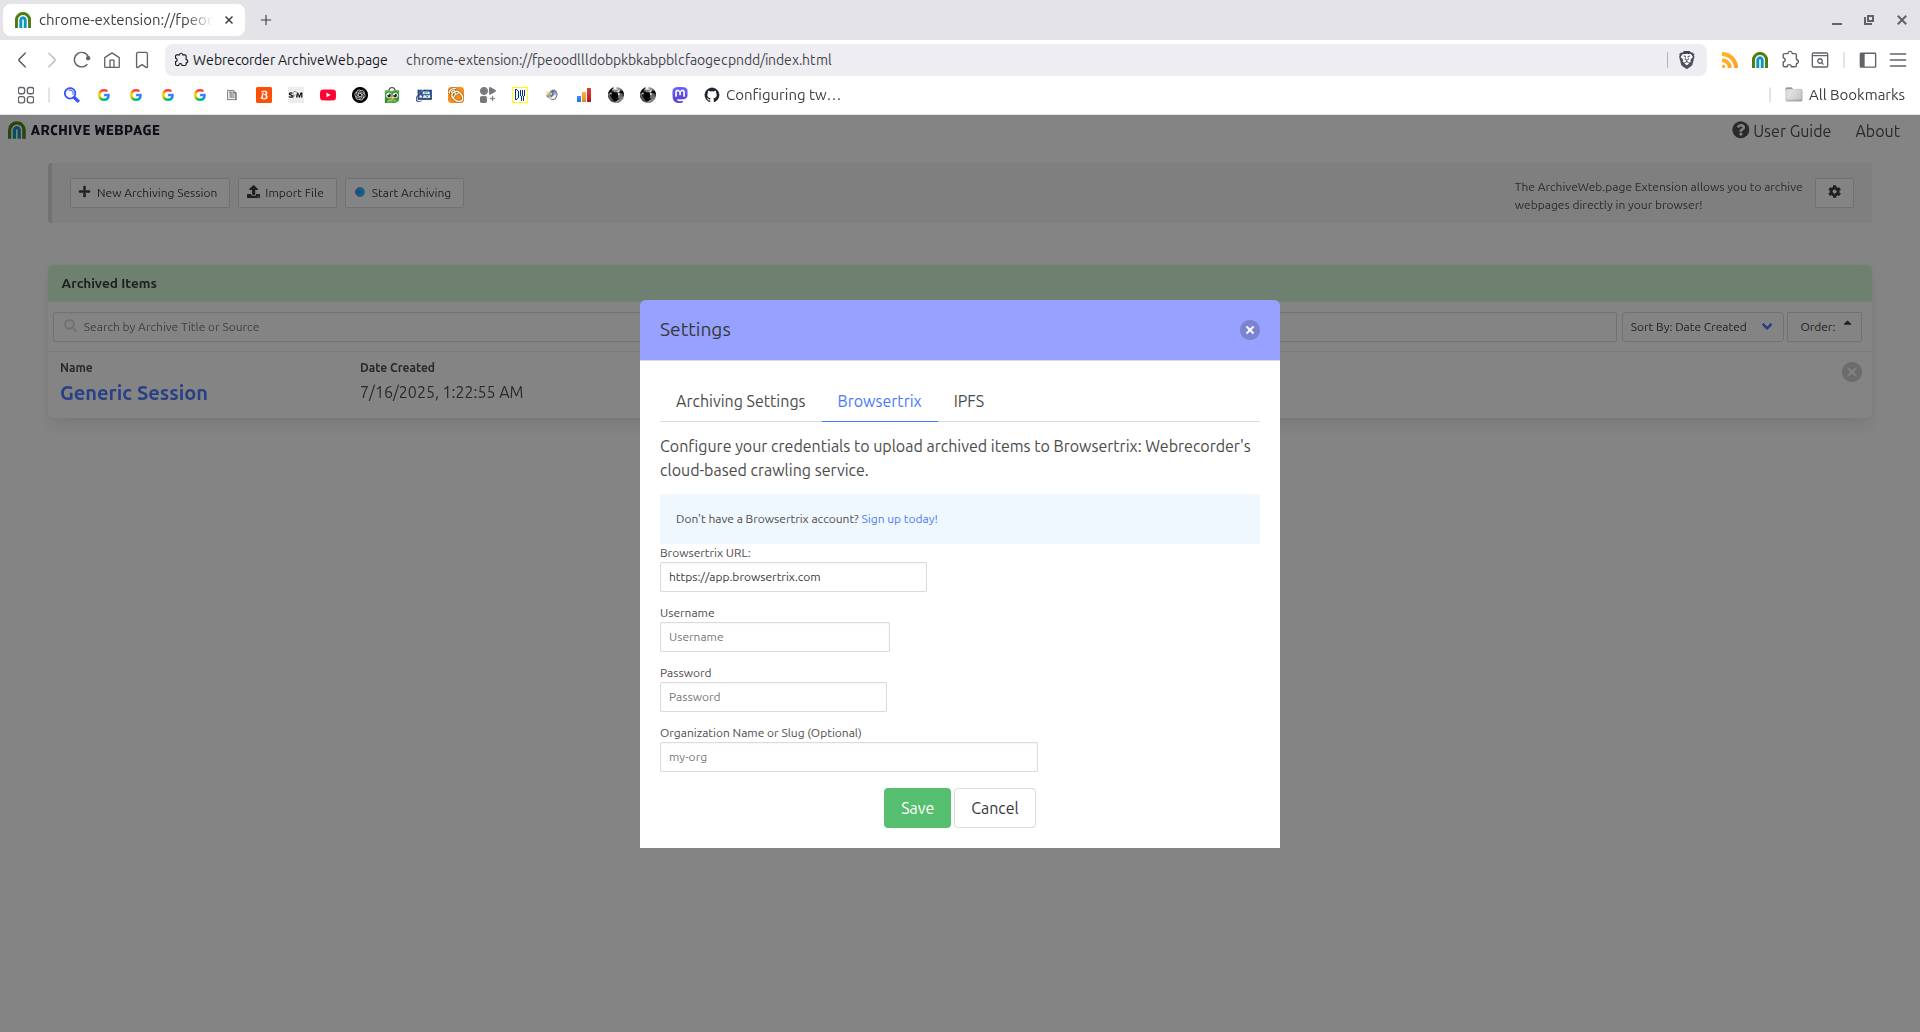 chrome-extension://fpeoo
Webrecorder ArchiveWeb.page chrome-extension://fpeoodllldobpkbkabpblcfaogecpndd/index.html
Configuring tw…
All Bookmarks
ARCHIVE WEBPAGE
User Guide About
New Archiving Session Import File Start Archiving
The ArchiveWeb.page Extension allows you to archive
webpages directly in your browser!
Archived Items
Search by Archive Title or Source
Sort By: Date Created Order:
Name Date Created
Generic Session 7/16/2025, 1:22:55 AM
Settings
Archiving Settings Browsertrix IPFS
Configure your credentials to upload archived items to Browsertrix: Webrecorder's
cloud-based crawling service.
Don't have a Browsertrix account? Sign up today!
Browsertrix URL:
https://app.browsertrix.com
Username
Username
Password
Password
Organization Name or Slug (Optional)
my-org
Save Cancel